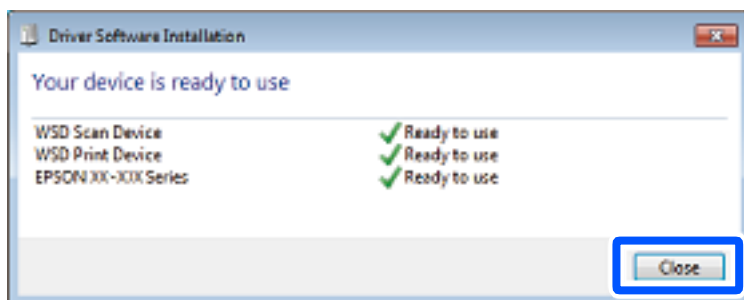 Driver Software Installation
Your device is ready to use
WSD Scan Device Ready to use
WSD Print Device Ready to use
EPSON XX-XXX Series Ready to use
Close